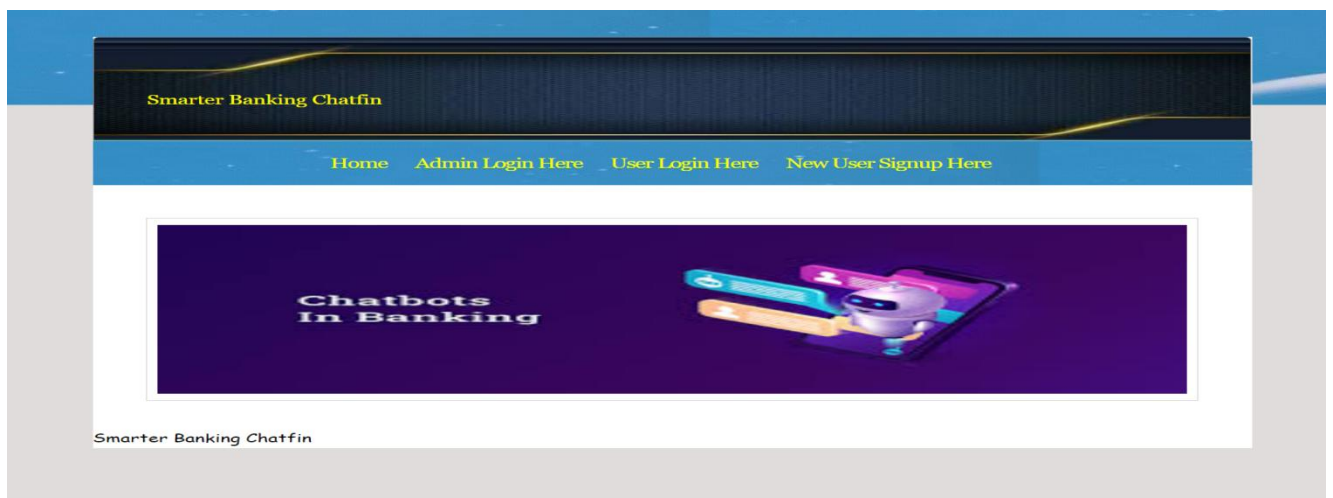 Smarter Banking Chatfin
Home Admin Login Here User Login Here New User Signup Here
Chatbots
In Banking
Smarter Banking Chatfin